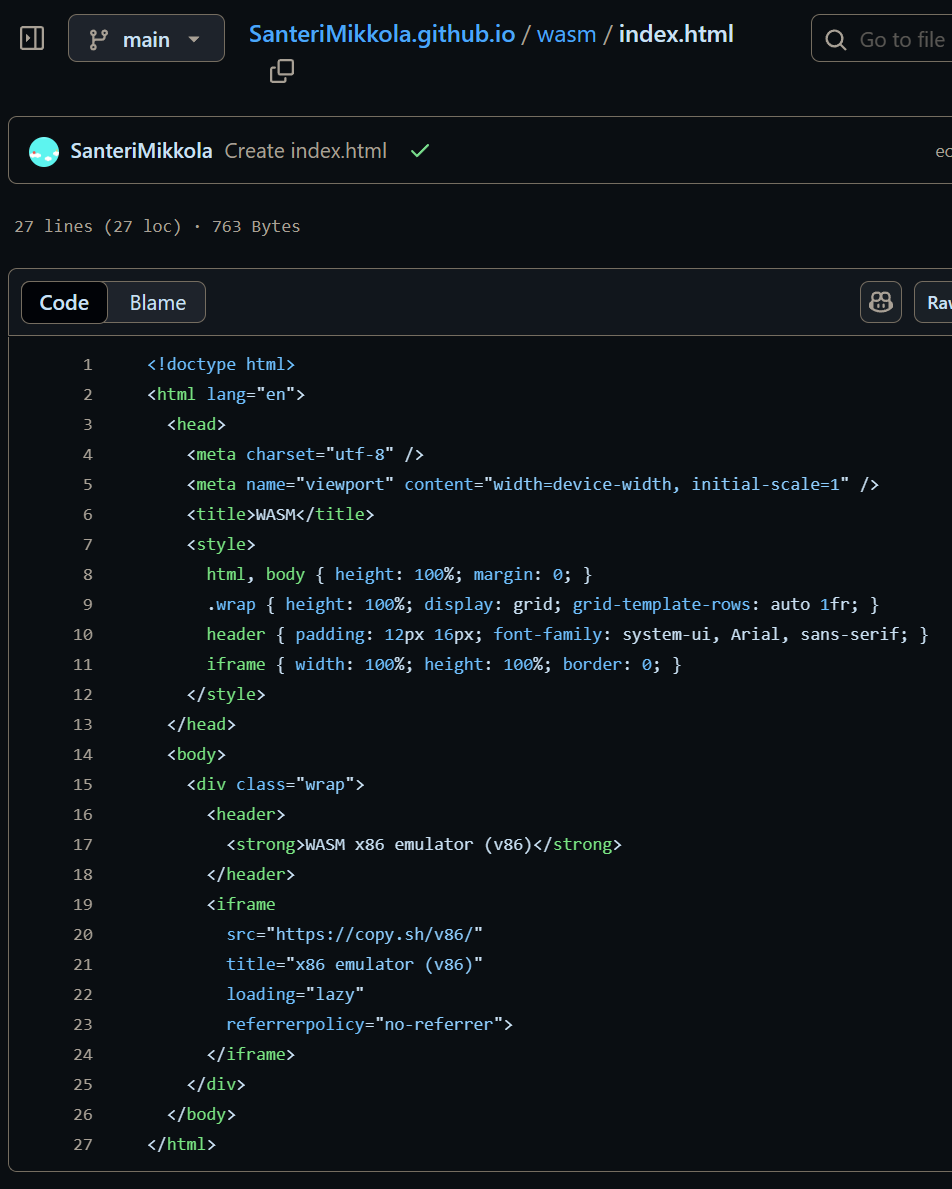 main
SanteriMikkola.github.io / wasm / index.html
Go to file
SanteriMikkola Create index.html
27 lines (27 loc) · 763 Bytes
Code Blame
1 <!doctype html>
2 <html lang="en">
3 <head>
4 <meta charset="utf-8" />
5 <meta name="viewport" content="width=device-width, initial-scale=1" />
6 <title>WASM</title>
7 <style>
8 html, body { height: 100%; margin: 0; }
9 .wrap { height: 100%; display: grid; grid-template-rows: auto 1fr; }
10 header { padding: 12px 16px; font-family: system-ui, Arial, sans-serif; }
11 iframe { width: 100%; height: 100%; border: 0; }
12 </style>
13 </head>
14 <body>
15 <div class="wrap">
16 <header>
17 <strong>WASM x86 emulator (v86)</strong>
18 </header>
19 <iframe
20 src="https://copy.sh/v86/"
21 title="x86 emulator (v86)"
22 loading="lazy"
23 referrerpolicy="no-referrer">
24 </iframe>
25 </div>
26 </body>
27 </html>